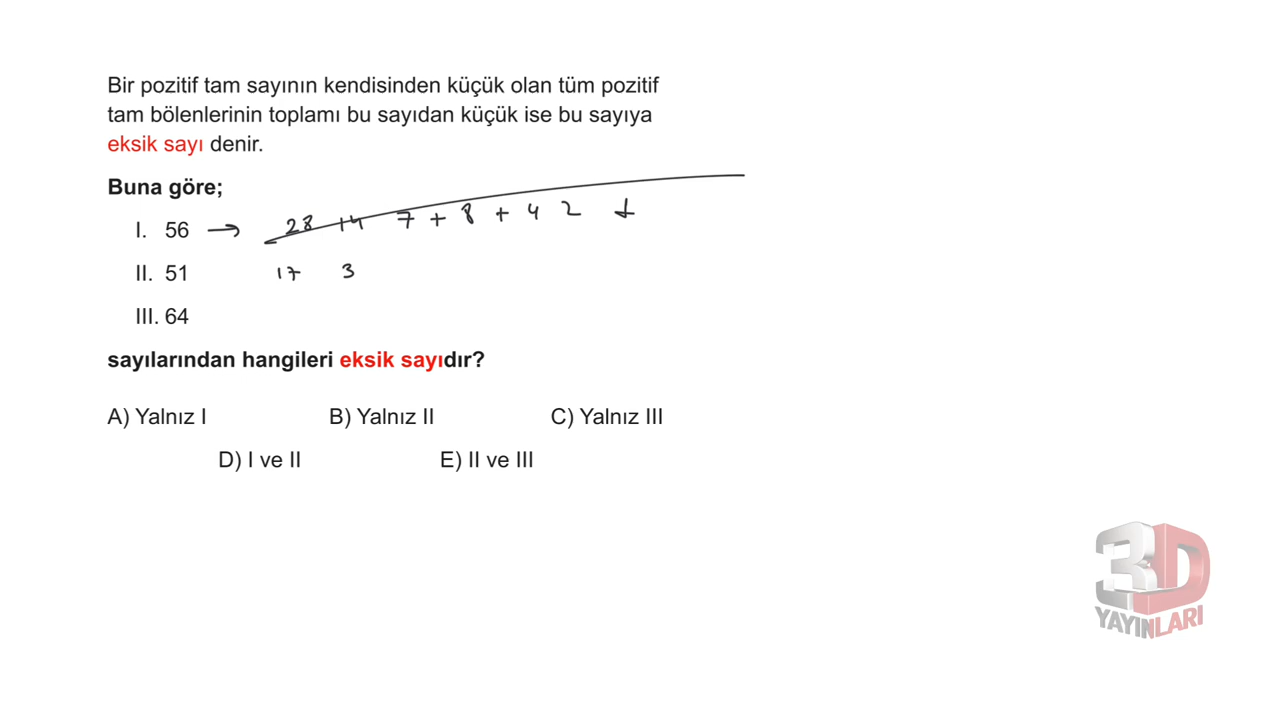 Bir pozitif tam sayının kendisinden küçük olan tüm pozitif
tam bölenlerinin toplamı bu sayıdan küçük ise bu sayıya
eksik sayı denir.
Buna göre;
I. 56 → 28 14 7 + 8 + 4 2 1
II. 51 17 3
III. 64
sayılarından hangileri eksik sayıdır?
A) Yalnız I B) Yalnız II C) Yalnız III
D) I ve II E) II ve III
3D
YAYINLARI